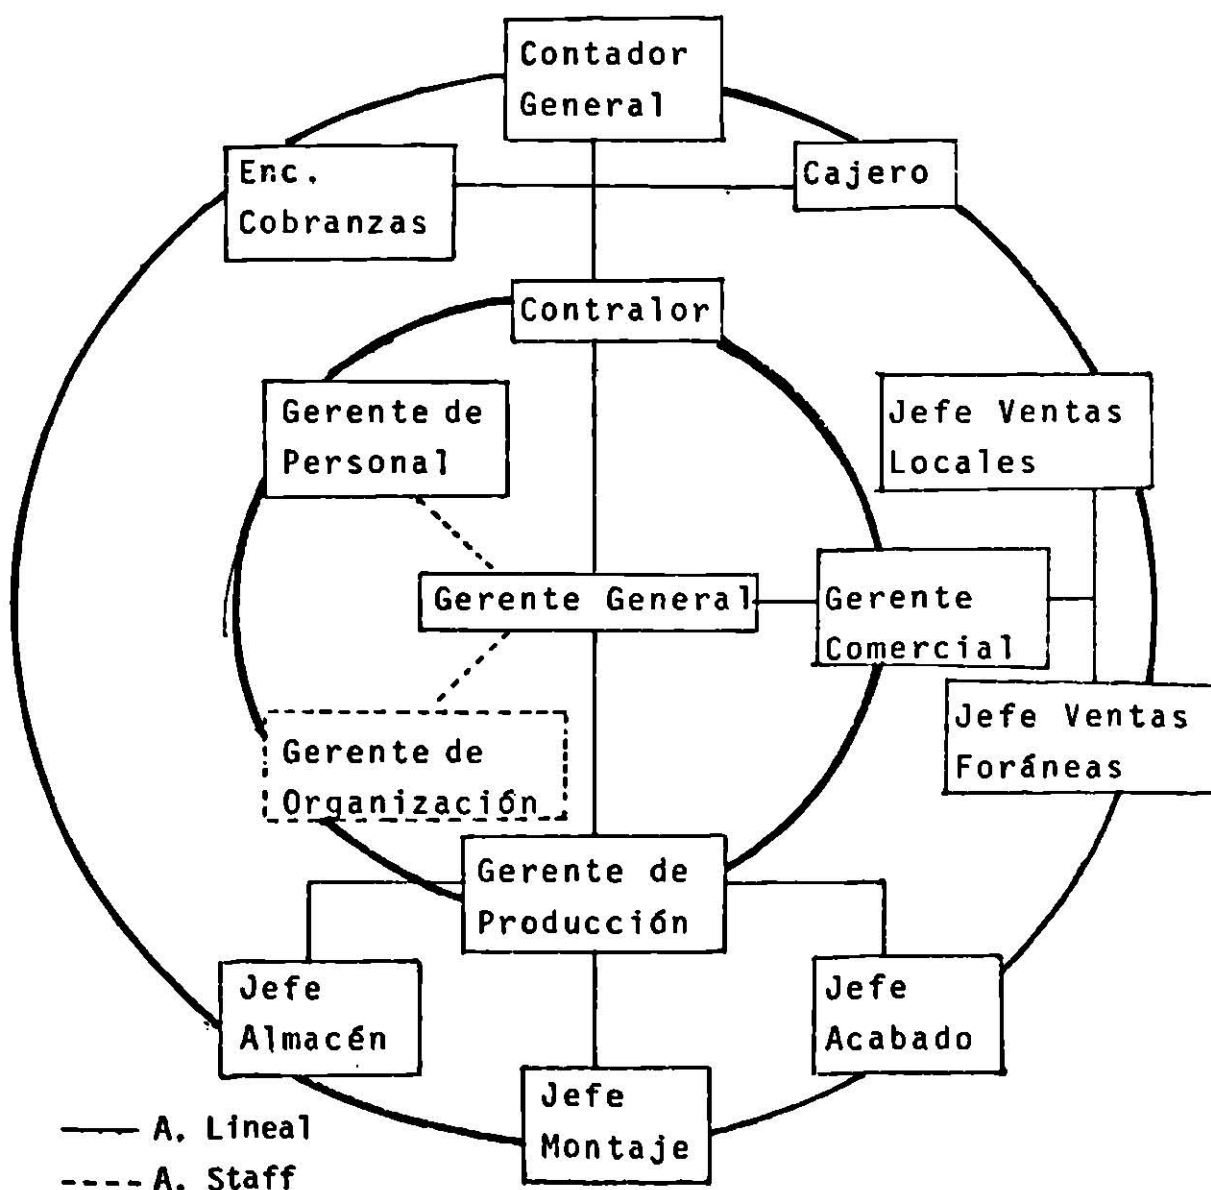 Contador
General
Enc.
Cobranzas
Cajero
Contralor
Gerente de
Personal
Jefe Ventas
Locales
Gerente General
Gerente
Comercial
Jefe Ventas
Foráneas
Gerente de
Organización
Gerente de
Producción
Jefe
Almacén
Jefe
Acabado
Jefe
Montaje
A. Lineal
A. Staff